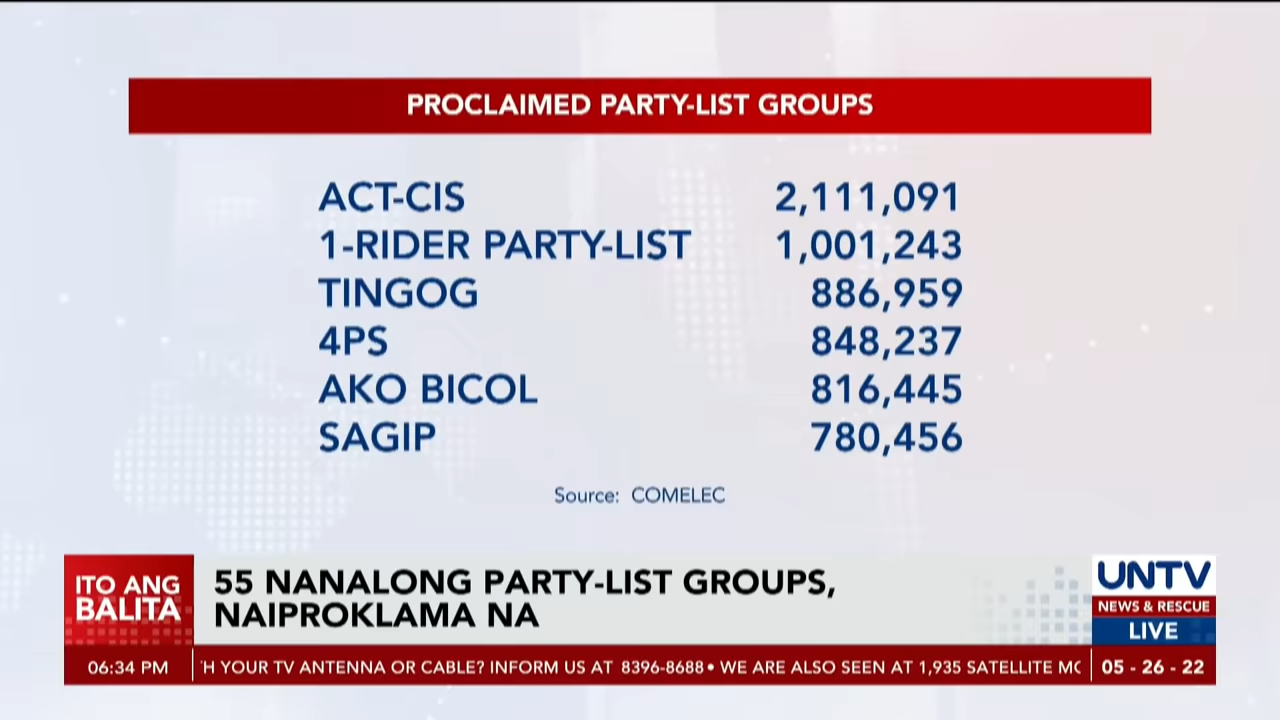 PROCLAIMED PARTY-LIST GROUPS
ACT-CIS 2,111,091
1-RIDER PARTY-LIST 1,001,243
TINGOG 886,959
4PS 848,237
AKO BICOL 816,445
SAGIP 780,456
Source: COMELEC
ITO ANG
BALITA
55 NANALONG PARTY-LIST GROUPS,
NAIPROKLAMA NA
UNTV
NEWS & RESCUE
LIVE
06:34 PM
YOUR TV ANTENNA OR CABLE? INFORM US AT 8396-8688 • WE ARE ALSO SEEN AT 1,935 SATELLITE
05 - 26 - 22